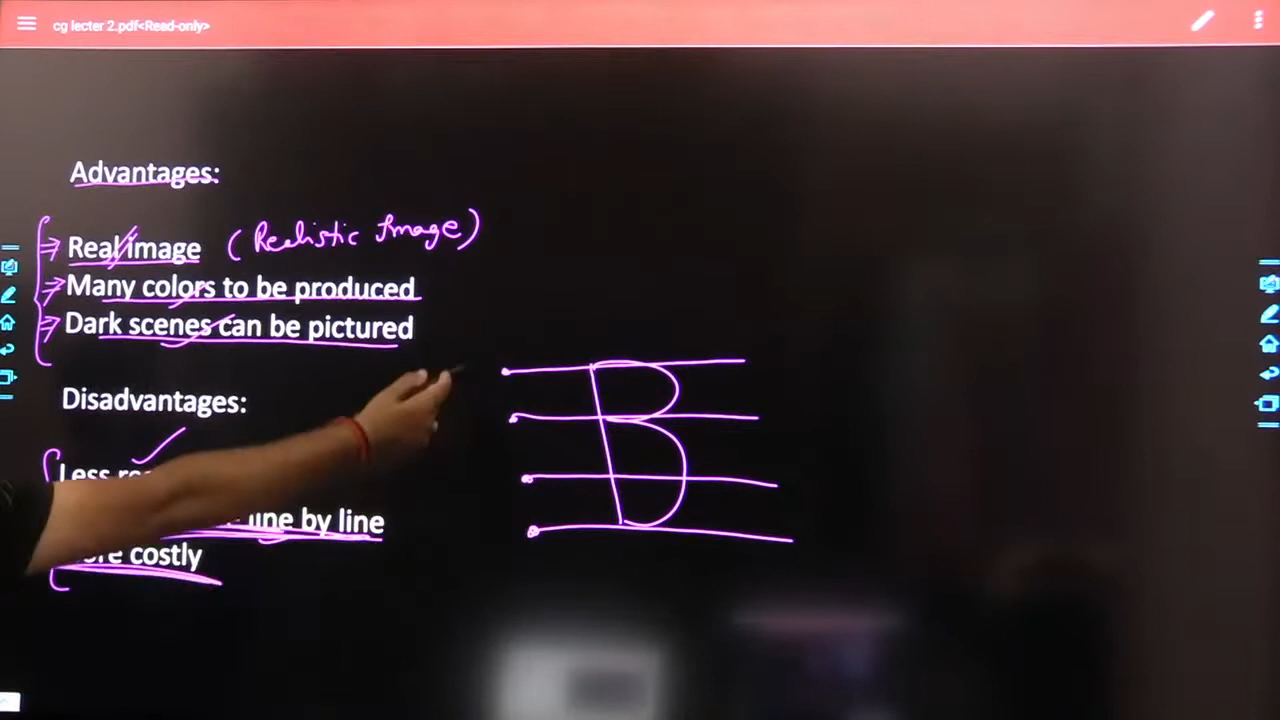 cg lecter 2.pdf<Read-only>
Advantages:
Real image (Realistic Image)
Many colors to be produced
Dark scenes can be pictured
Disadvantages:
Less
line by line
costly
B